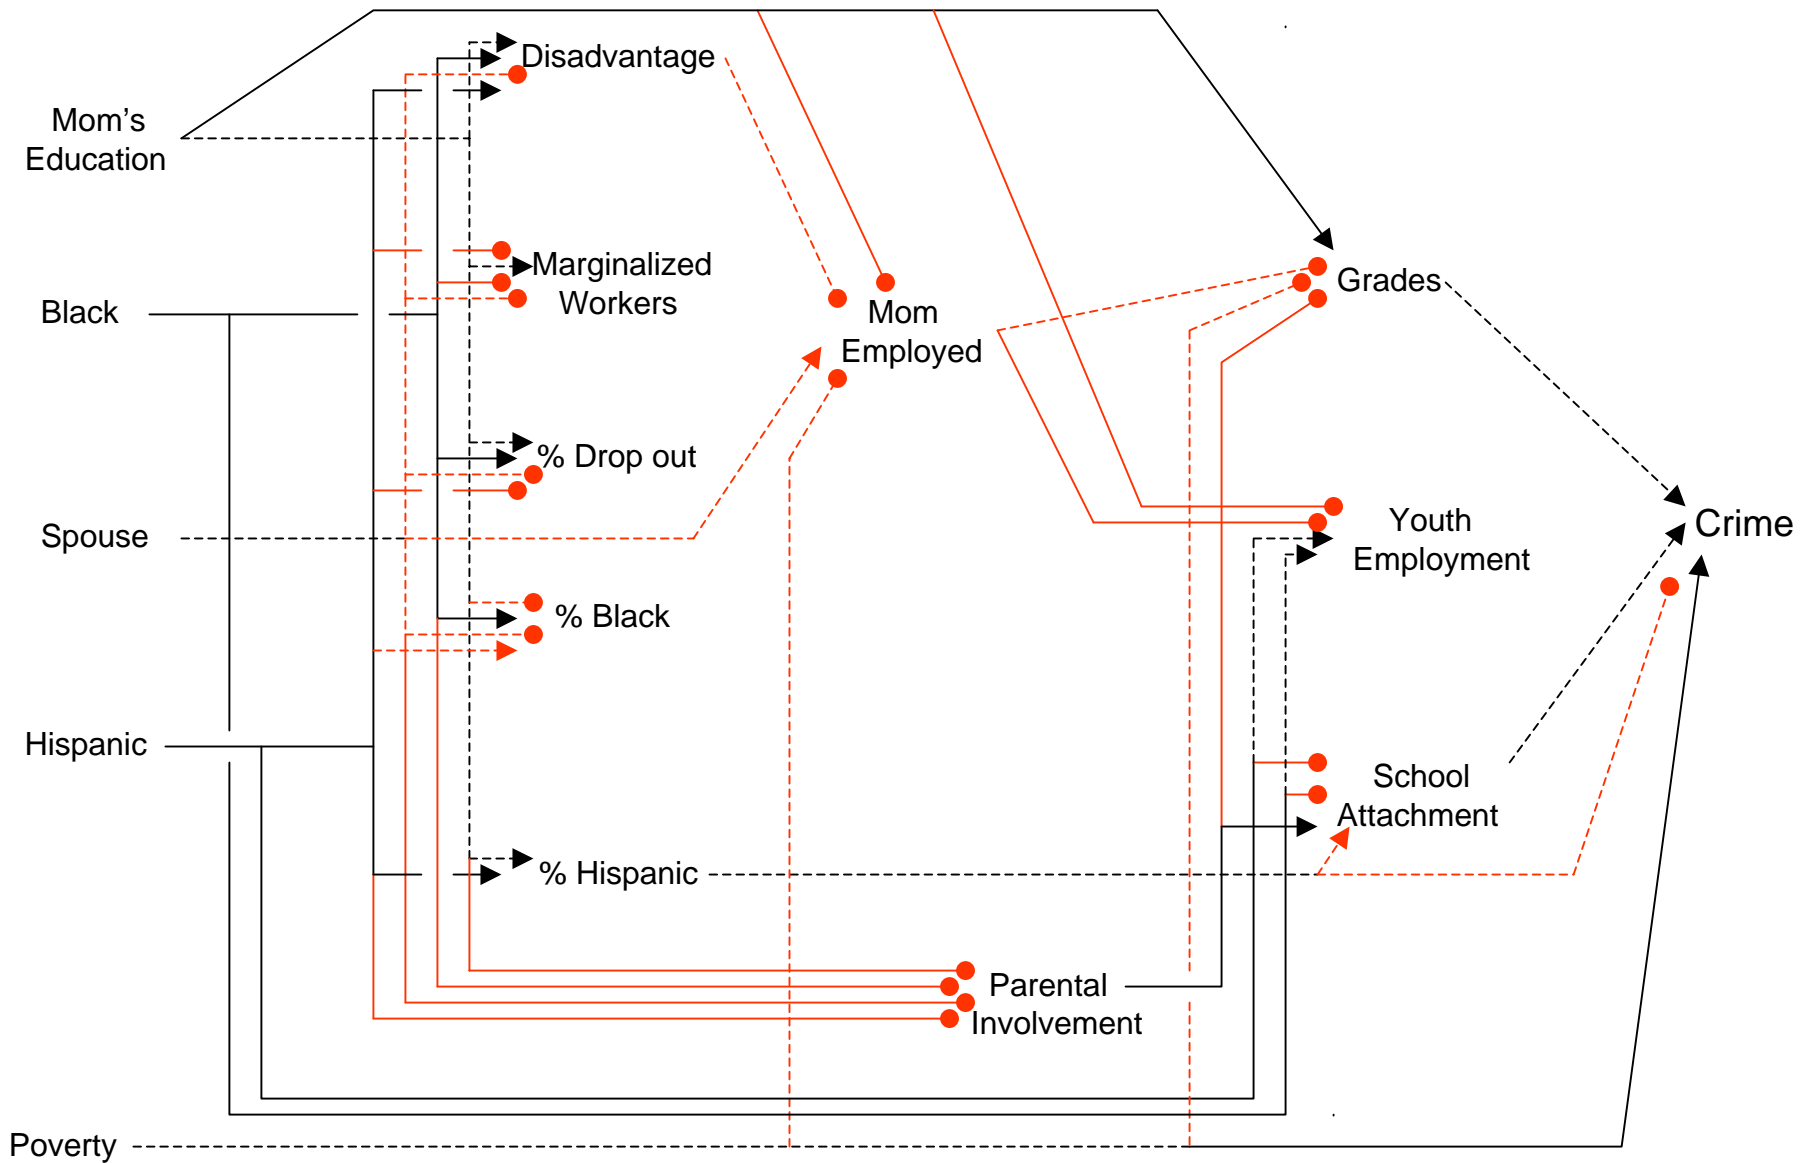 Disadvantage
Mom's
Education
Marginalized
Workers
Black
Grades
Mom
Employed
% Drop out
Youth
Employment
Crime
Spouse
% Black
Hispanic
School
Attachment
% Hispanic
Parental
Involvement
Poverty